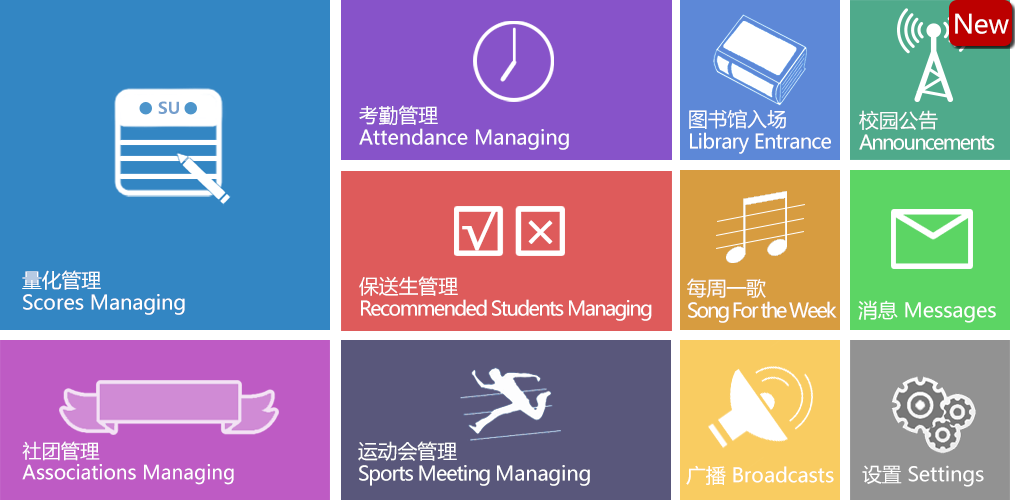 SU
量化管理
Scores Managing
考勤管理
Attendance Managing
图书馆入场
Library Entrance
New
校园公告
Announcements
保送生管理
Recommended Students Managing
每周一歌
Song For the Week
消息 Messages
社团管理
Associations Managing
运动会管理
Sports Meeting Managing
广播 Broadcasts
设置 Settings